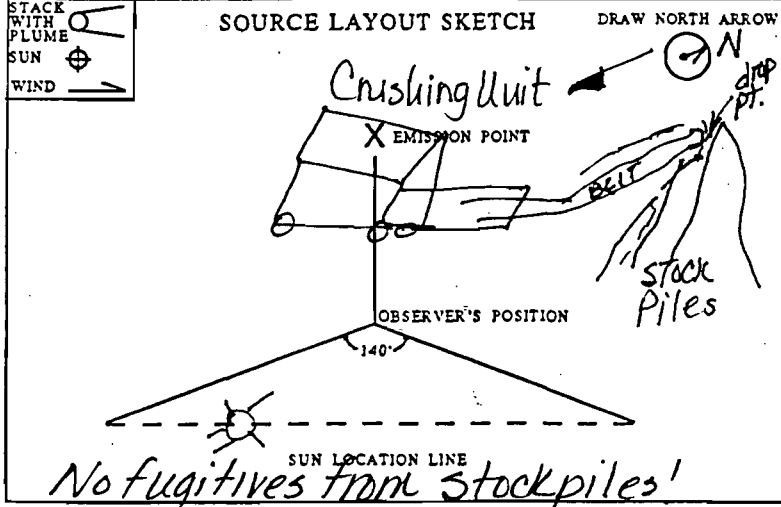 STACK
WITH
PLUME
SUN
WIND
SOURCE LAYOUT SKETCH
DRAW NORTH ARROW
N
Crushing Unit
drop
pt.
X EMISSION POINT
BELT
stock
Piles
OBSERVER'S POSITION
140°
SUN LOCATION LINE
No fugitives from stockpiles!